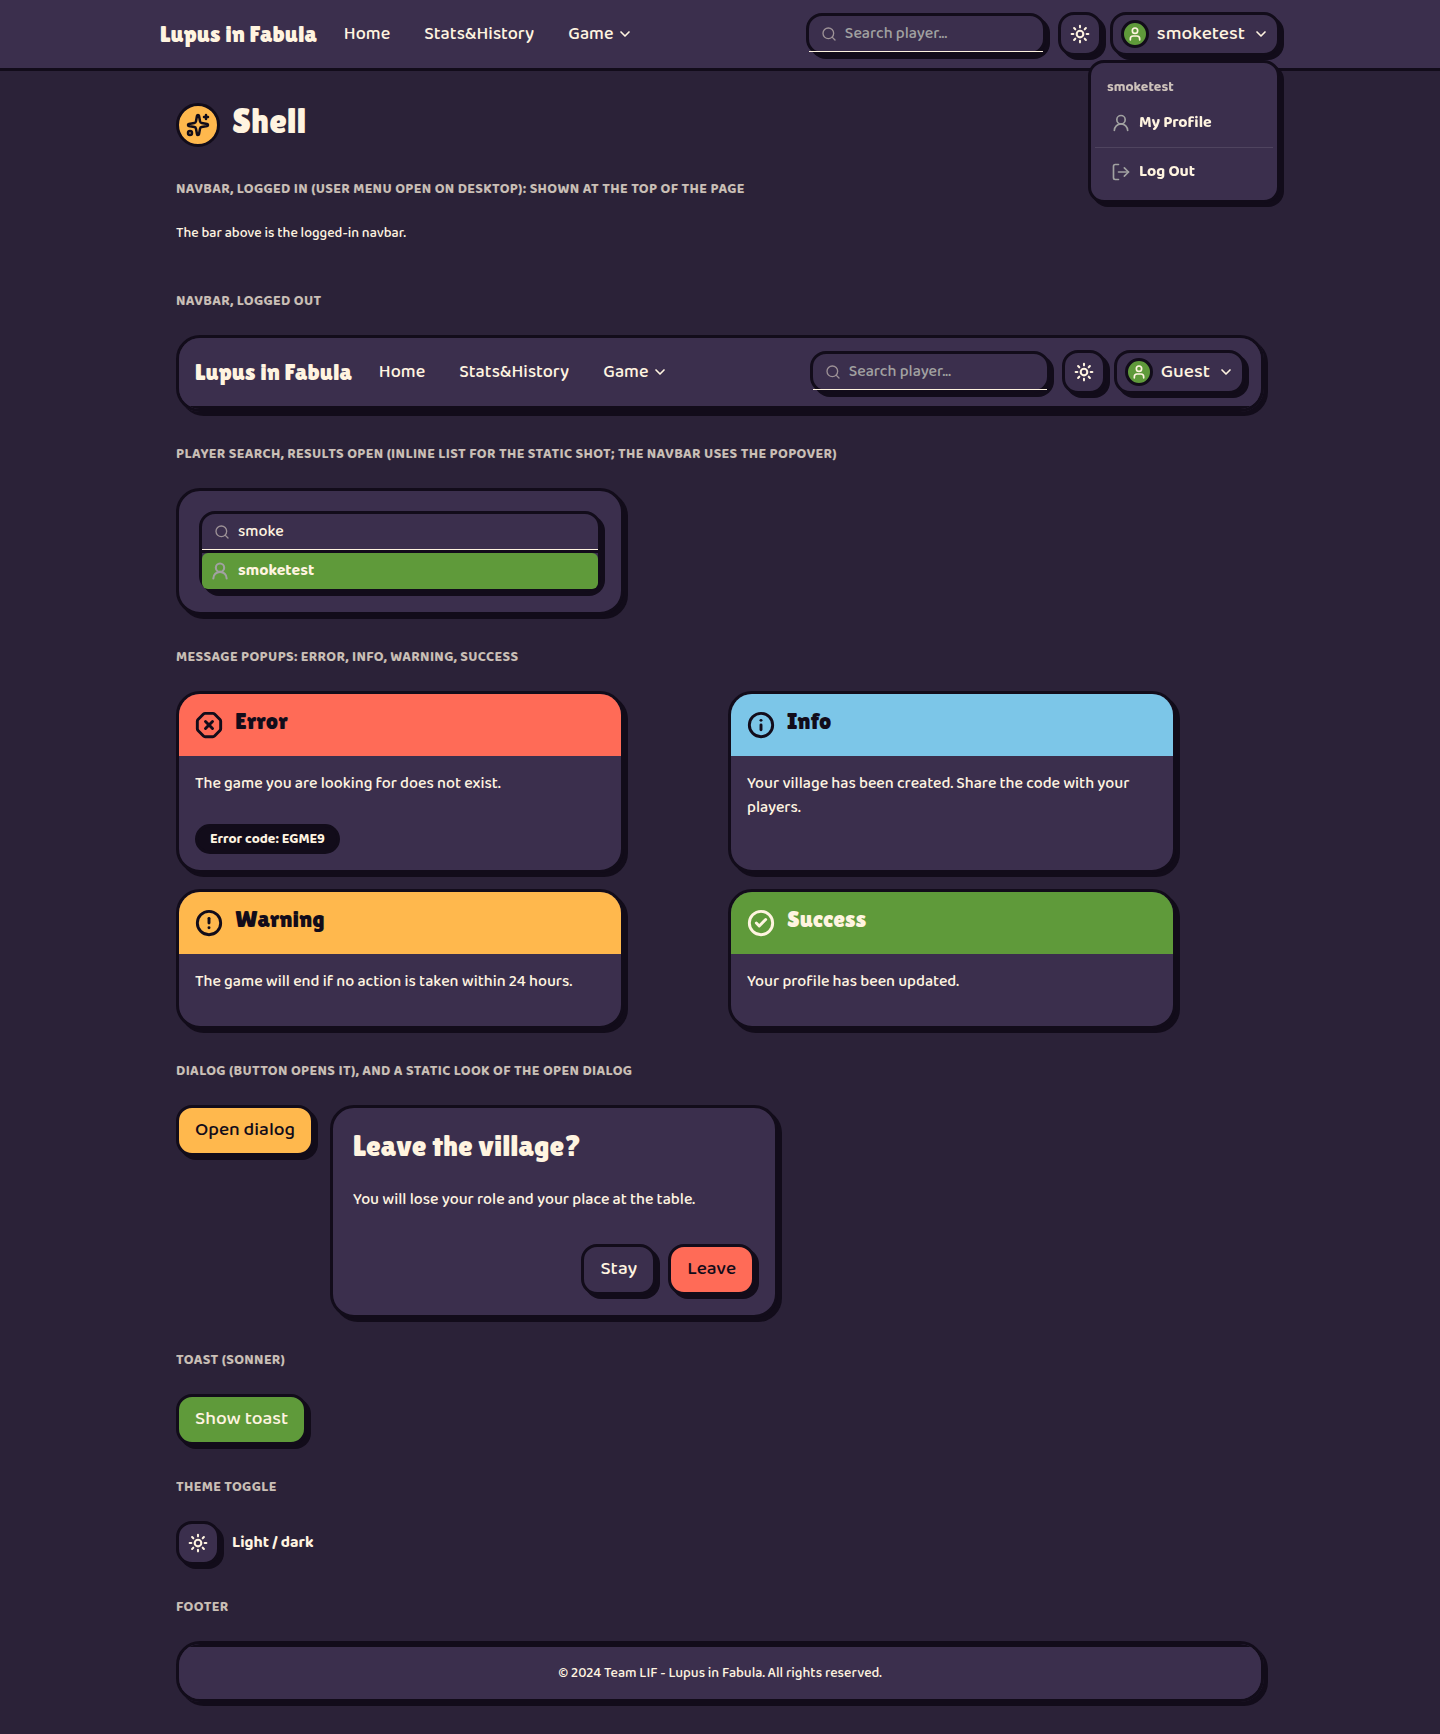 Lupus in Fabula Home Stats&History Game Search player... smoketest
smoketest
My Profile
Log Out
Shell
NAVBAR, LOGGED IN (USER MENU OPEN ON DESKTOP): SHOWN AT THE TOP OF THE PAGE
The bar above is the logged-in navbar.
NAVBAR, LOGGED OUT
Lupus in Fabula Home Stats&History Game Search player... Guest
PLAYER SEARCH, RESULTS OPEN (INLINE LIST FOR THE STATIC SHOT; THE NAVBAR USES THE POPOVER)
smoke
smoketest
MESSAGE POPUPS: ERROR, INFO, WARNING, SUCCESS
Error
The game you are looking for does not exist.
Error code: EGME9
Info
Your village has been created. Share the code with your
players.
Warning
The game will end if no action is taken within 24 hours.
Success
Your profile has been updated.
DIALOG (BUTTON OPENS IT), AND A STATIC LOOK OF THE OPEN DIALOG
Open dialog
Leave the village?
You will lose your role and your place at the table.
Stay Leave
TOAST (SONNER)
Show toast
THEME TOGGLE
Light / dark
FOOTER
© 2024 Team LIF - Lupus in Fabula. All rights reserved.